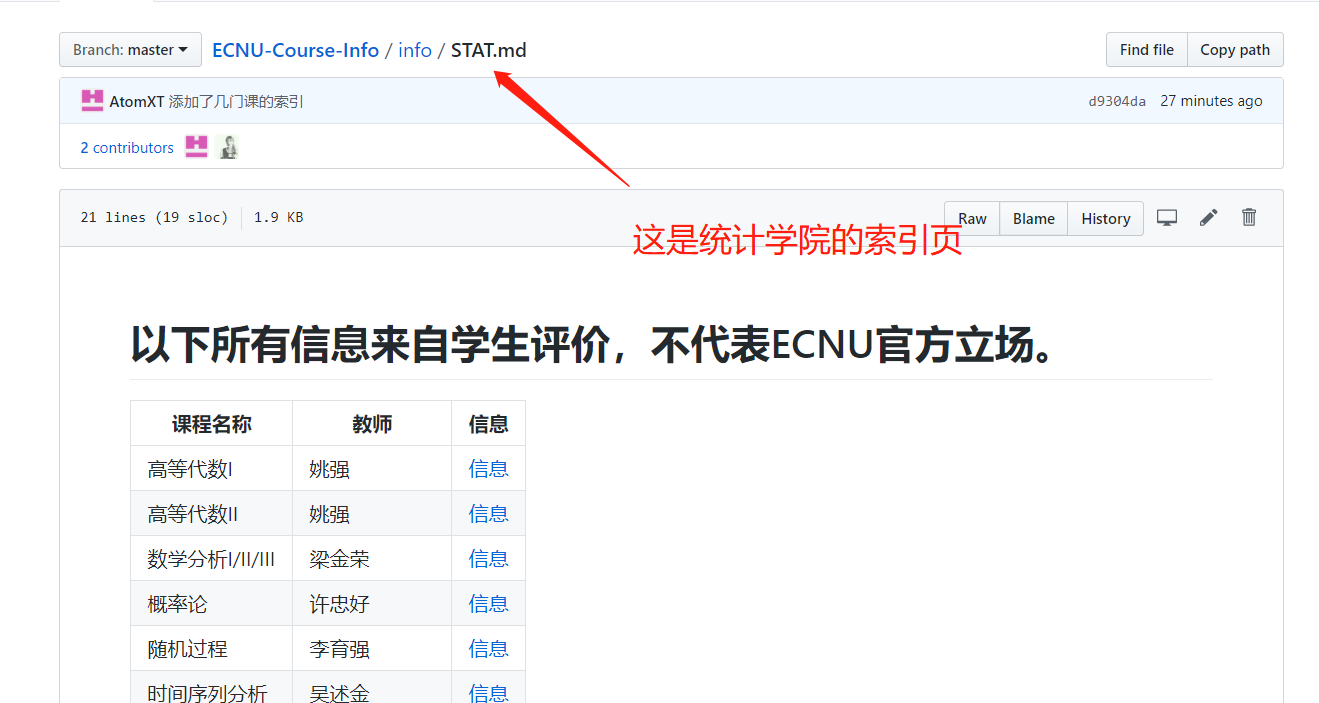 Branch: master
ECNU-Course-Info / info / STAT.md
Find file
Copy path
AtomXT 添加了几门课的索引
d9304da 27 minutes ago
2 contributors
21 lines (19 sloc)
1.9 KB
Raw
Blame
History
这是统计学院的索引页
以下所有信息来自学生评价，不代表ECNU官方立场。
课程名称 教师 信息
高等代数I 姚强 信息
高等代数II 姚强 信息
数学分析I/II/III 梁金荣 信息
概率论 许忠好 信息
随机过程 李育强 信息
时间序列分析 吴述金 信息